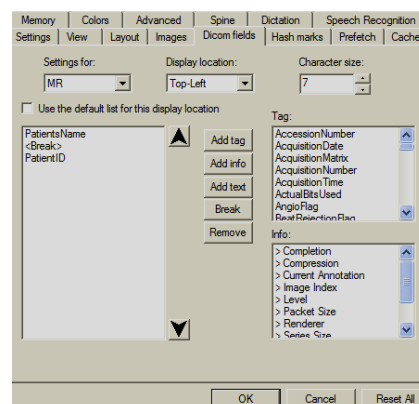 Memory Colors Advanced Spine Dictation Speech Recognition
Settings View Layout Images Dicom fields Hash marks Prefetch Cache
Settings for: Display location: Character size:
MR Top-Left 7
Use the default list for this display location
Tag:
PatientsName
<Break>
PatientID
Add tag
Add info
Add text
Break
Remove
AccessionNumber
AcquisitionDate
AcquisitionMatrix
AcquisitionNumber
AcquisitionTime
ActualBitsUsed
AngioFlag
BeatRejectionFlag
Info:
> Completion
> Compression
> Current Annotation
> Image Index
> Level
> Packet Size
> Renderer
> Series Size
OK Cancel Reset All